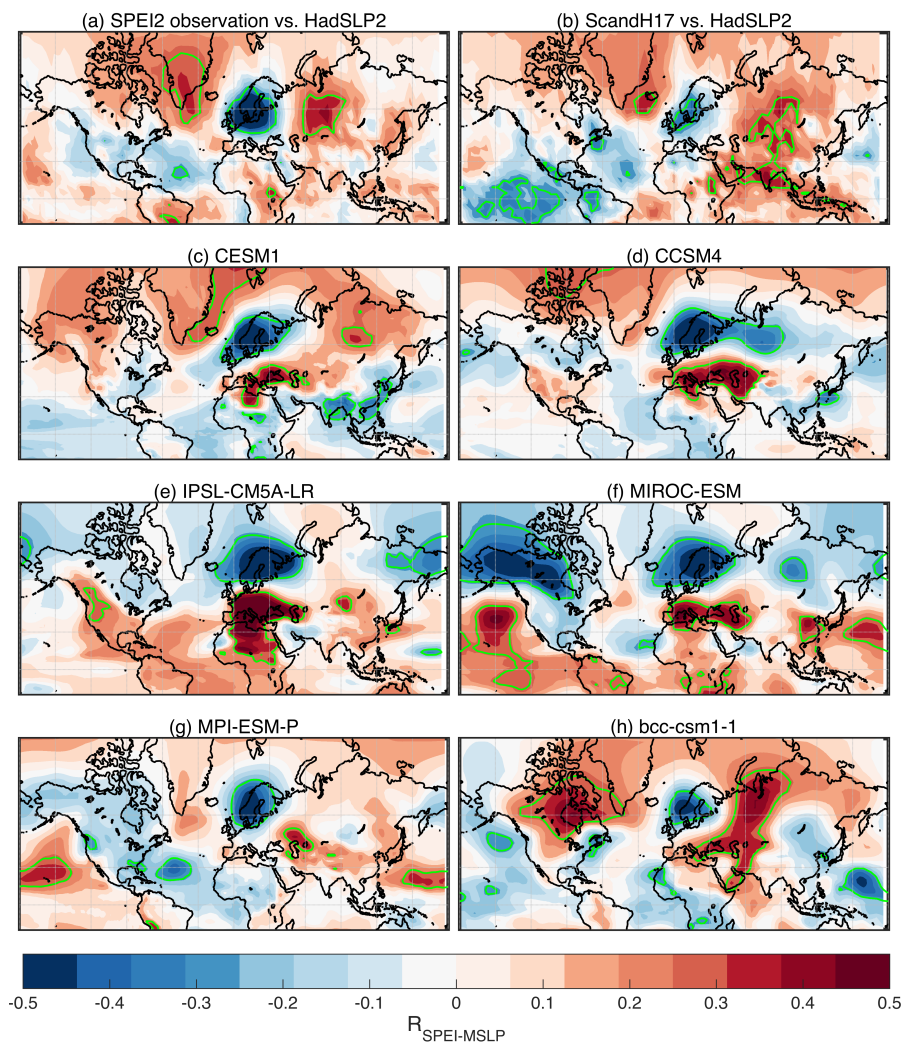 (a) SPEI2 observation vs. HadSLP2
(b) ScandH17 vs. HadSLP2
(c) CESM1
(d) CCSM4
(e) IPSL-CM5A-LR
(f) MIROC-ESM
(g) MPI-ESM-P
(h) bcc-csm1-1
-0.5 -0.4 -0.3 -0.2 -0.1 0 0.1 0.2 0.3 0.4 0.5
R SPEI-MSLP